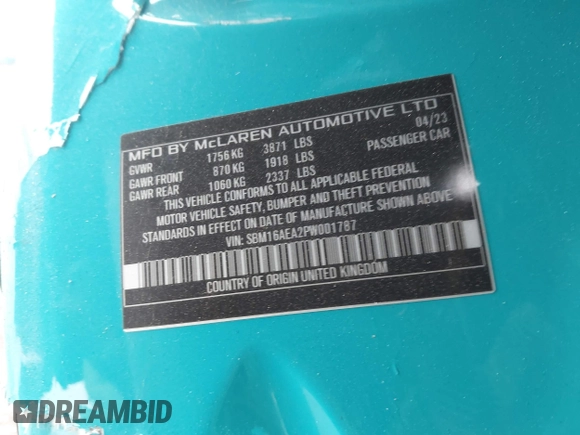 MFD BY McLAREN AUTOMOTIVE LTD
04/23
GVWR 1756 KG 3871 LBS PASSENGER CAR
GAWR FRONT 870 KG 1918 LBS
GAWR REAR 1060 KG 2337 LBS
THIS VEHICLE CONFORMS TO ALL APPLICABLE FEDERAL
MOTOR VEHICLE SAFETY, BUMPER AND THEFT PREVENTION
STANDARDS IN EFFECT ON DATE OF MANUFACTURE SHOWN ABOVE
VIN: SBM16AEA2PW001787
COUNTRY OF ORIGIN UNITED KINGDOM
DREAMBID